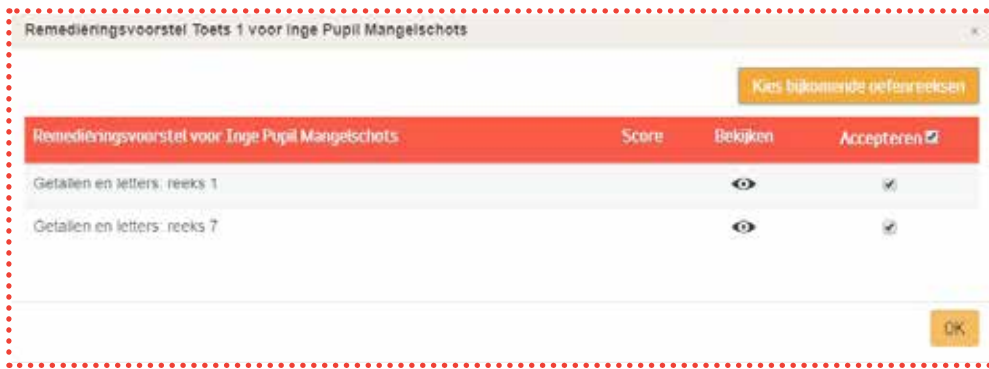 Remediëringsvoorstel Toets 1 voor Inge Pupil Mangelschots ×
Kies bijkomende oefenreeksen
Remediëringsvoorstel voor Inge Pupil Mangelschots Score Bekijken Accepteren
Getallen en letters: reeks 1
Getallen en letters: reeks 7
OK